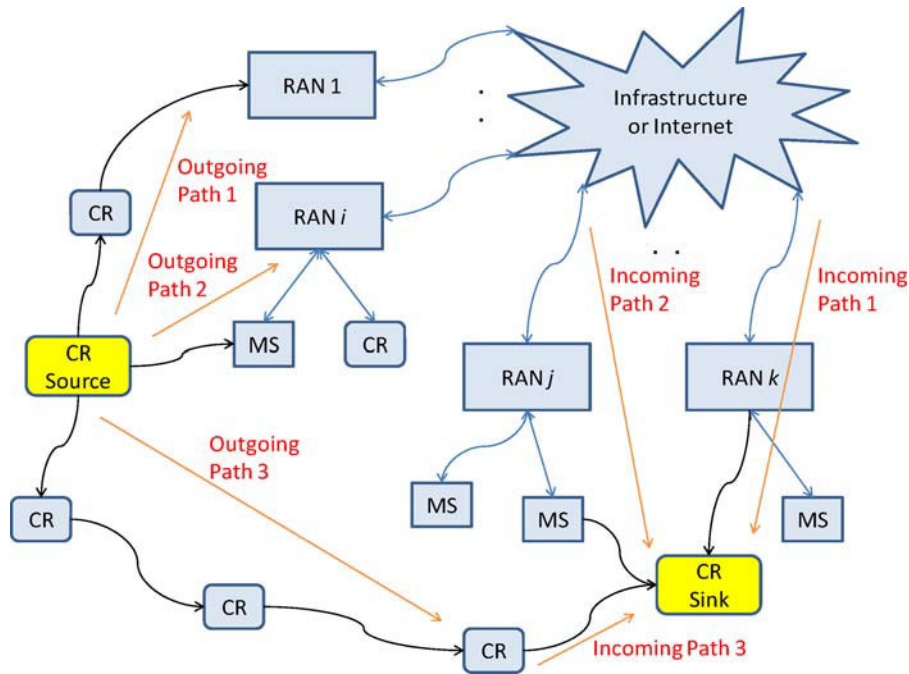 RAN 1
Infrastructure
or Internet
Outgoing
Path 1
CR
RAN i
Outgoing
Path 2
Incoming
Path 2
Incoming
Path 1
MS
CR
CR
Source
RAN j
RAN k
Outgoing
Path 3
MS
MS
MS
CR
CR
Sink
CR
CR
Incoming Path 3